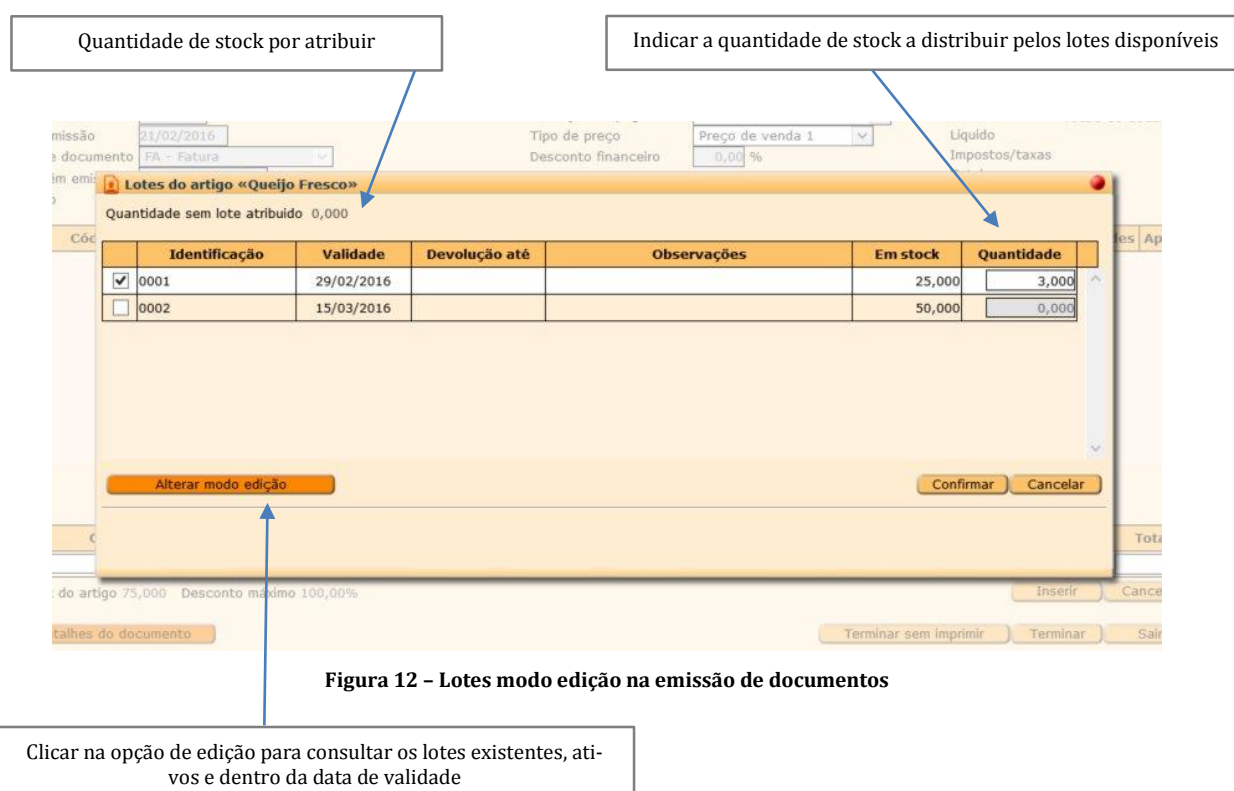 Quantidade de stock por atribuir
Indicar a quantidade de stock a distribuir pelos lotes disponíveis
missão 21/02/2016 Tipo de preço Preço de venda 1 Líquido
e documento FA - Fatura Desconto financeiro 0,00 % Impostos/taxas
Lotes do artigo «Queijo Fresco»
Quantidade sem lote atribuido 0,000
Cód
Identificação Validade Devolução até Observações Em stock Quantidade
0001 29/02/2016 25,000 3,000
0002 15/03/2016 50,000 0,000
Alterar modo edição Confirmar Cancelar
Tota
do artigo 75,000 Desconto máximo 100,00% Inserir Cance
talhes do documento Terminar sem imprimir Terminar Sair
Figura 12 – Lotes modo edição na emissão de documentos
Clicar na opção de edição para consultar os lotes existentes, ati-
vos e dentro da data de validade